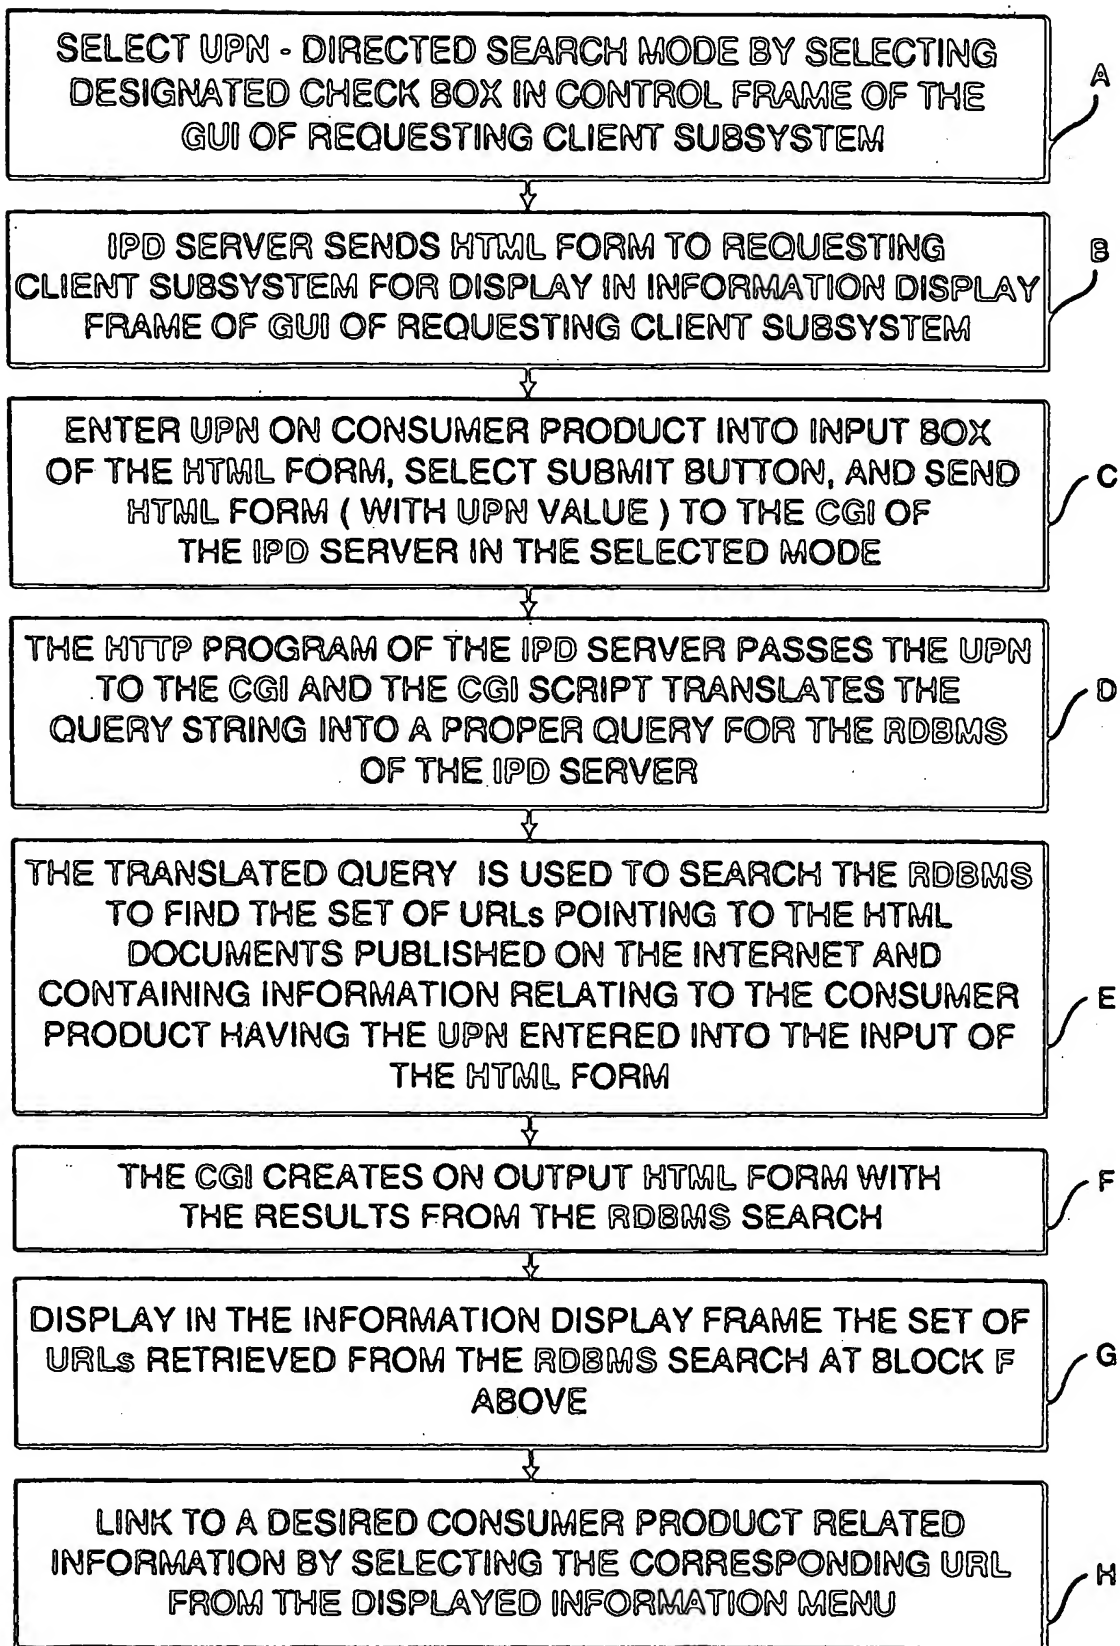 SELECT UPN - DIRECTED SEARCH MODE BY SELECTING
DESIGNATED CHECK BOX IN CONTROL FRAME OF THE
GUI OF REQUESTING CLIENT SUBSYSTEM
A
IPD SERVER SENDS HTML FORM TO REQUESTING
CLIENT SUBSYSTEM FOR DISPLAY IN INFORMATION DISPLAY
FRAME OF GUI OF REQUESTING CLIENT SUBSYSTEM
B
ENTER UPN ON CONSUMER PRODUCT INTO INPUT BOX
OF THE HTML FORM, SELECT SUBMIT BUTTON, AND SEND
HTML FORM ( WITH UPN VALUE ) TO THE CGI OF
THE IPD SERVER IN THE SELECTED MODE
C
THE HTTP PROGRAM OF THE IPD SERVER PASSES THE UPN
TO THE CGI AND THE CGI SCRIPT TRANSLATES THE
QUERY STRING INTO A PROPER QUERY FOR THE RDBMS
OF THE IPD SERVER
D
THE TRANSLATED QUERY IS USED TO SEARCH THE RDBMS
TO FIND THE SET OF URLs POINTING TO THE HTML
DOCUMENTS PUBLISHED ON THE INTERNET AND
CONTAINING INFORMATION RELATING TO THE CONSUMER
PRODUCT HAVING THE UPN ENTERED INTO THE INPUT OF
THE HTML FORM
E
THE CGI CREATES ON OUTPUT HTML FORM WITH
THE RESULTS FROM THE RDBMS SEARCH
F
DISPLAY IN THE INFORMATION DISPLAY FRAME THE SET OF
URLs RETRIEVED FROM THE RDBMS SEARCH AT BLOCK F
ABOVE
G
LINK TO A DESIRED CONSUMER PRODUCT RELATED
INFORMATION BY SELECTING THE CORRESPONDING URL
FROM THE DISPLAYED INFORMATION MENU
H